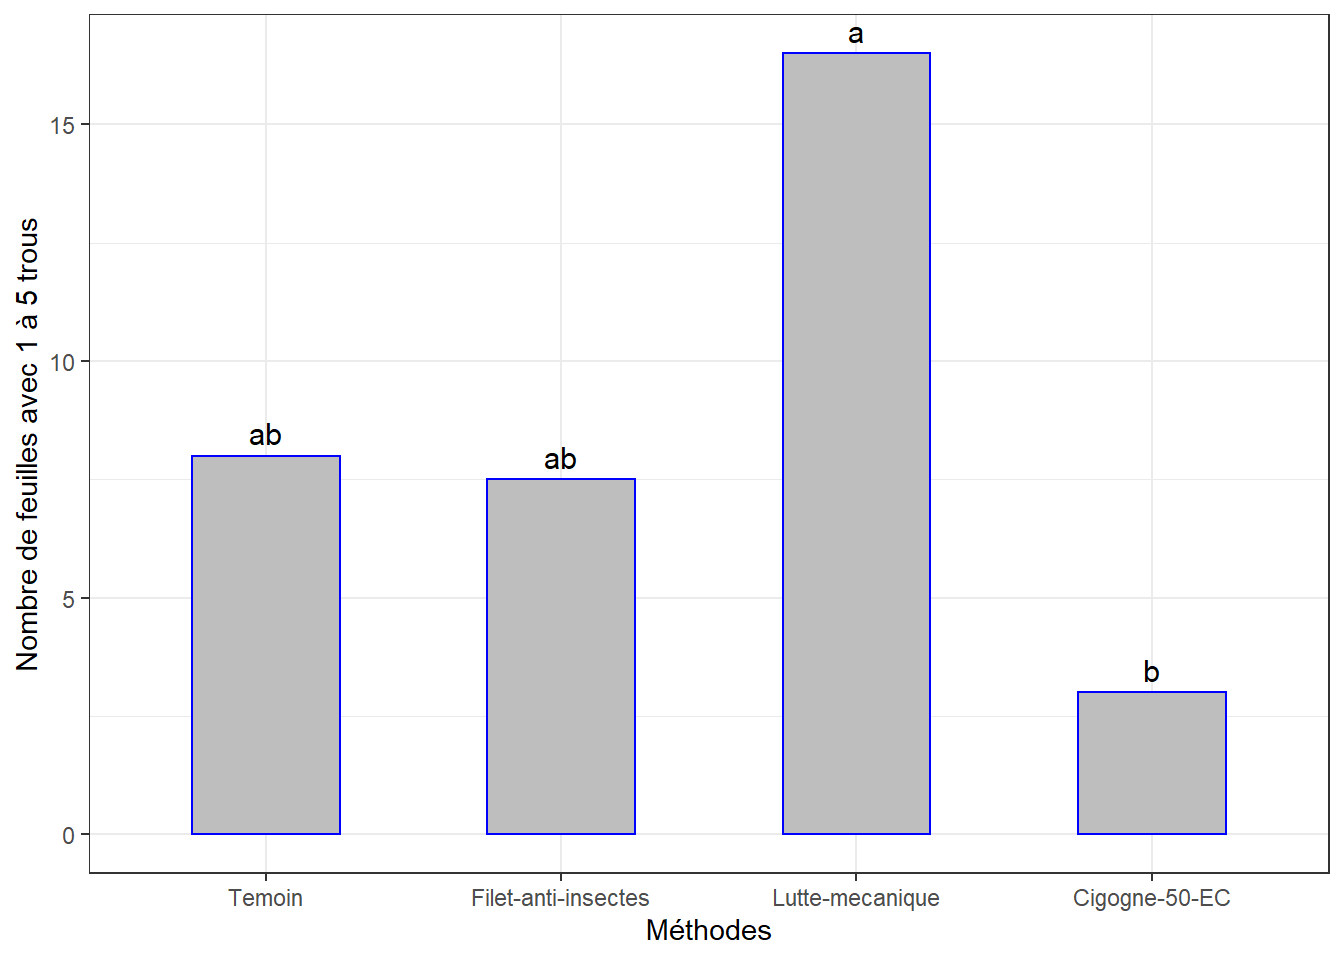 Nombre de feuilles avec 1 à 5 trous
15
10
5
0
ab
ab
a
b
Temoin
Filet-anti-insectes
Lutte-mecanique
Cigogne-50-EC
Méthodes